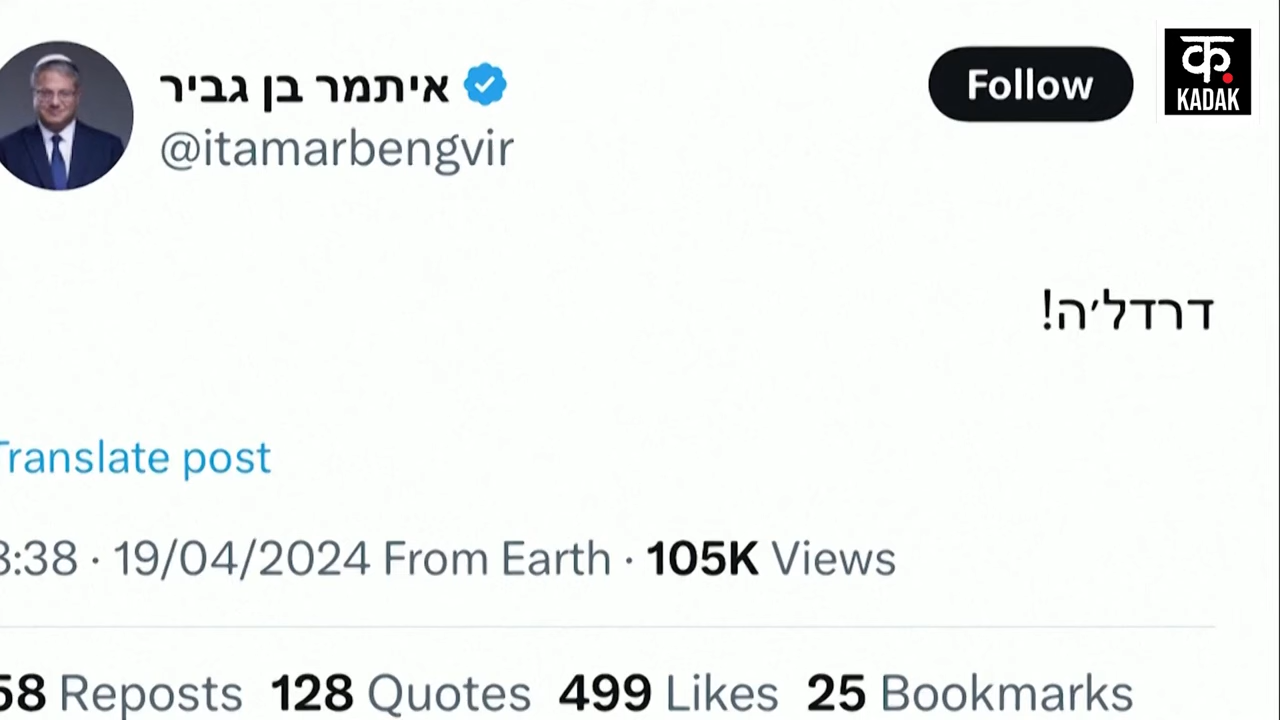 איתמר בן גביר
@itamarbengvir
Follow
क.
KADAK
דרדל׳ה!
Translate post
8:38 · 19/04/2024 From Earth · 105K Views
58 Reposts 128 Quotes 499 Likes 25 Bookmarks